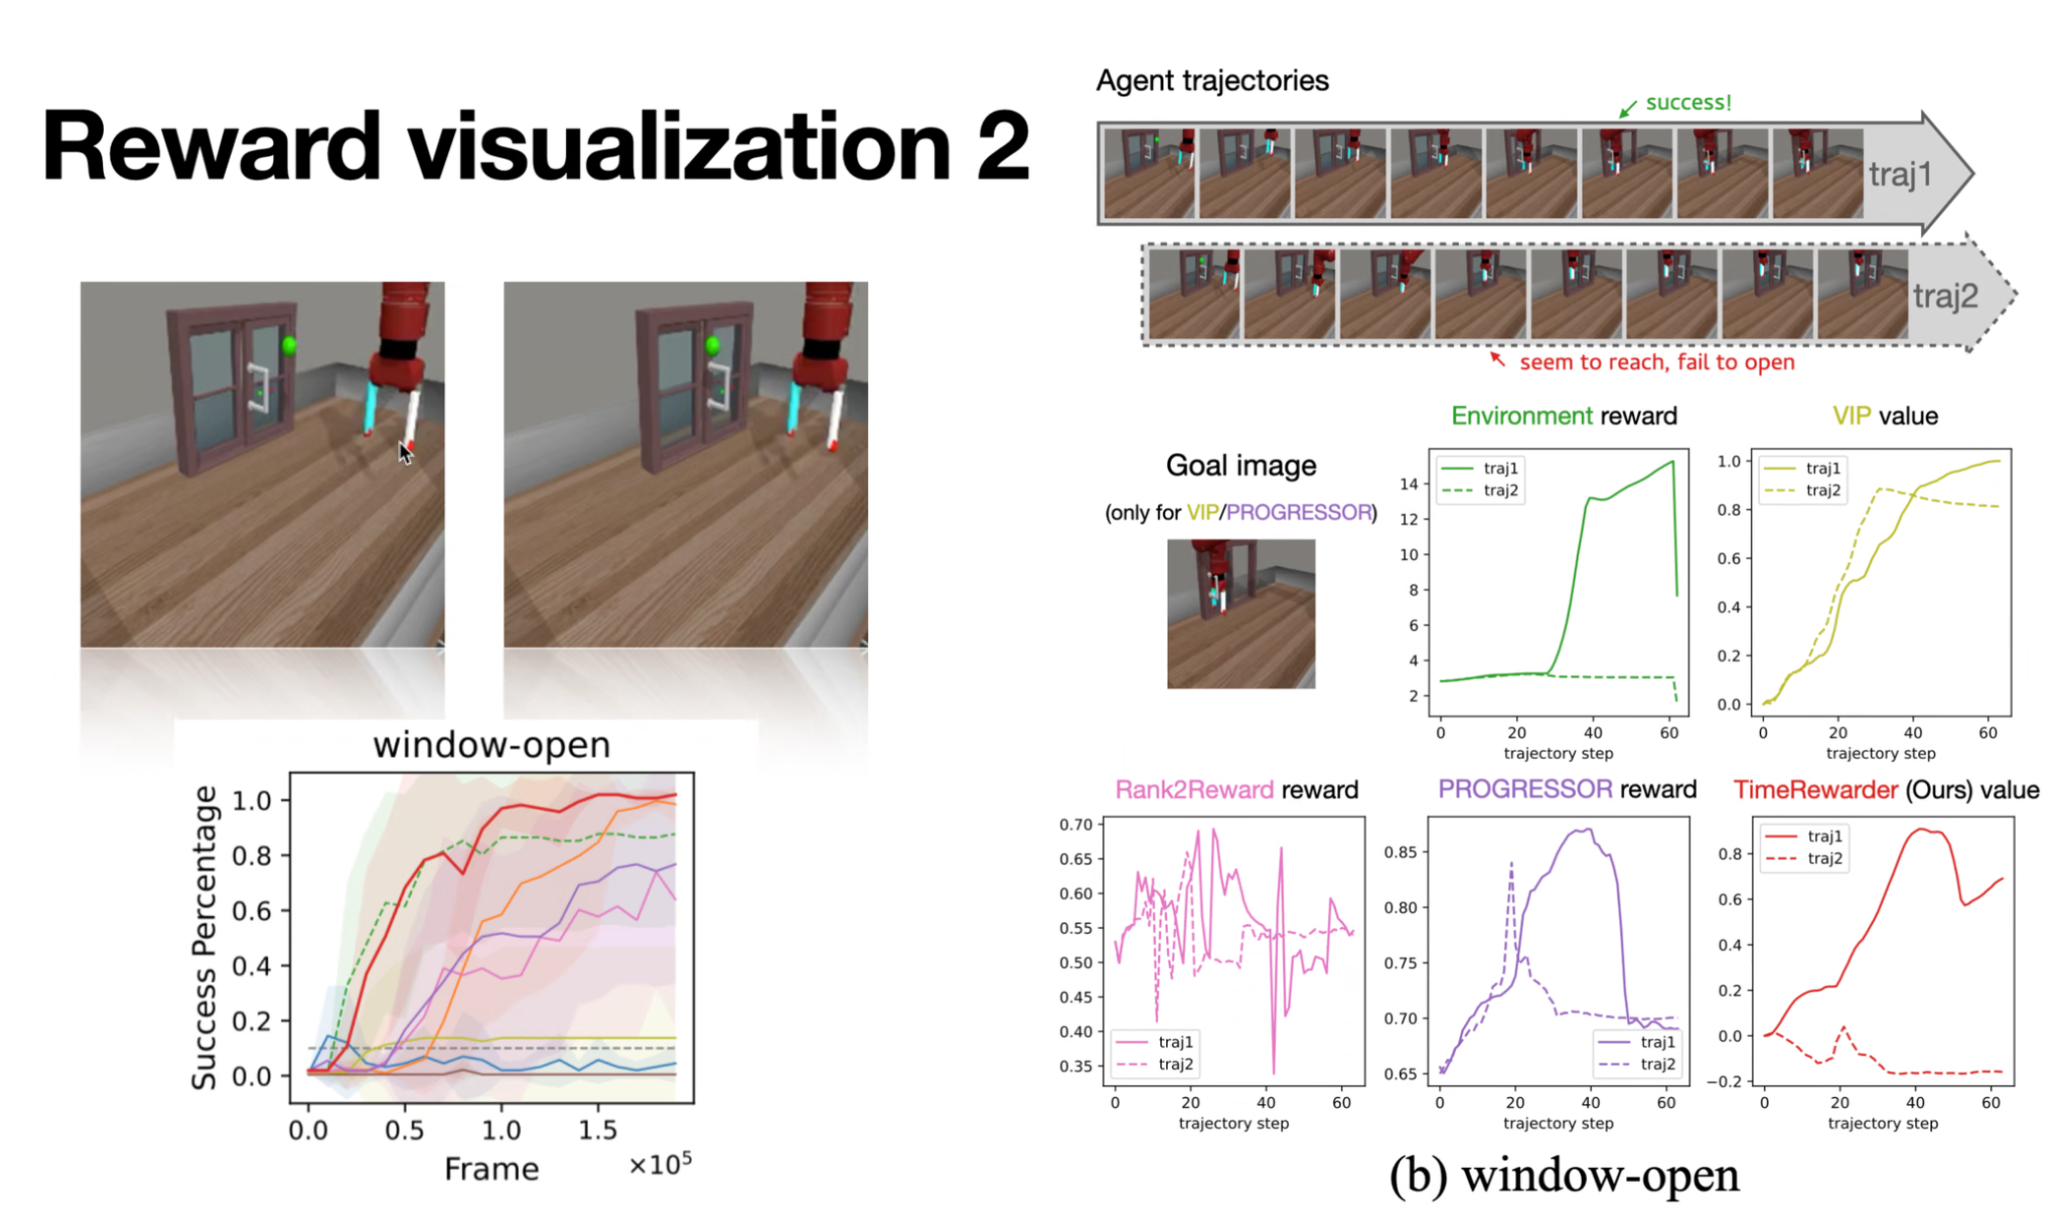 Reward visualization 2
window-open
Success Percentage
1.0
0.8
0.6
0.4
0.2
0.0
0.0 0.5 1.0 1.5
Frame
×10⁵
Agent trajectories
success!
traj1
traj2
seem to reach, fail to open
Goal image
(only for VIP/PROGRESSOR)
Environment reward
traj1
traj2
14
12
10
8
6
4
2
0 20 40 60
trajectory step
VIP value
traj1
traj2
1.0
0.8
0.6
0.4
0.2
0.0
0 20 40 60
trajectory step
Rank2Reward reward
0.70
0.65
0.60
0.55
0.50
0.45
0.40
0.35
traj1
traj2
0 20 40 60
trajectory step
PROGRESSOR reward
0.85
0.80
0.75
0.70
0.65
traj1
traj2
0 20 40 60
trajectory step
TimeRewarder (Ours) value
traj1
traj2
0.8
0.6
0.4
0.2
0.0
−0.2
0 20 40 60
trajectory step
(b) window-open